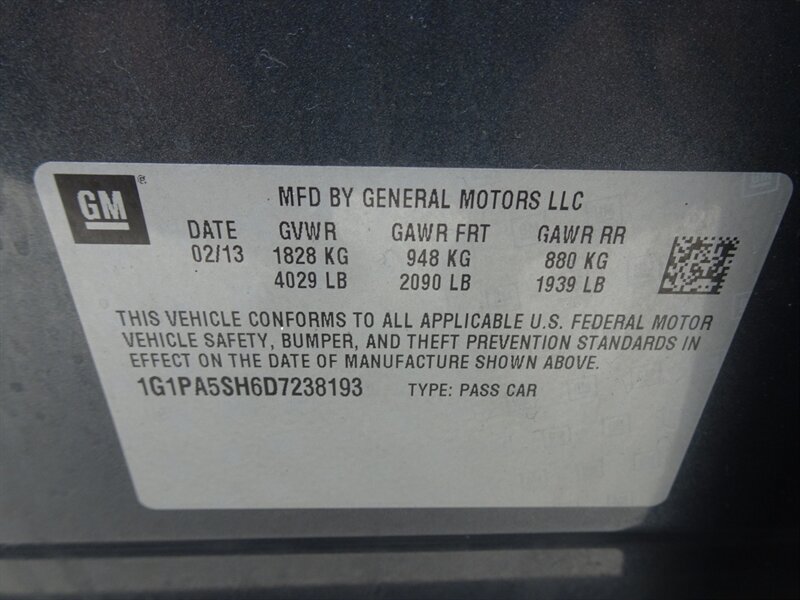 GM
MFD BY GENERAL MOTORS LLC
DATE GVWR GAWR FRT GAWR RR
02/13 1828 KG 948 KG 880 KG
4029 LB 2090 LB 1939 LB
THIS VEHICLE CONFORMS TO ALL APPLICABLE U.S. FEDERAL MOTOR
VEHICLE SAFETY, BUMPER, AND THEFT PREVENTION STANDARDS IN
EFFECT ON THE DATE OF MANUFACTURE SHOWN ABOVE.
1G1PA5SH6D7238193 TYPE: PASS CAR